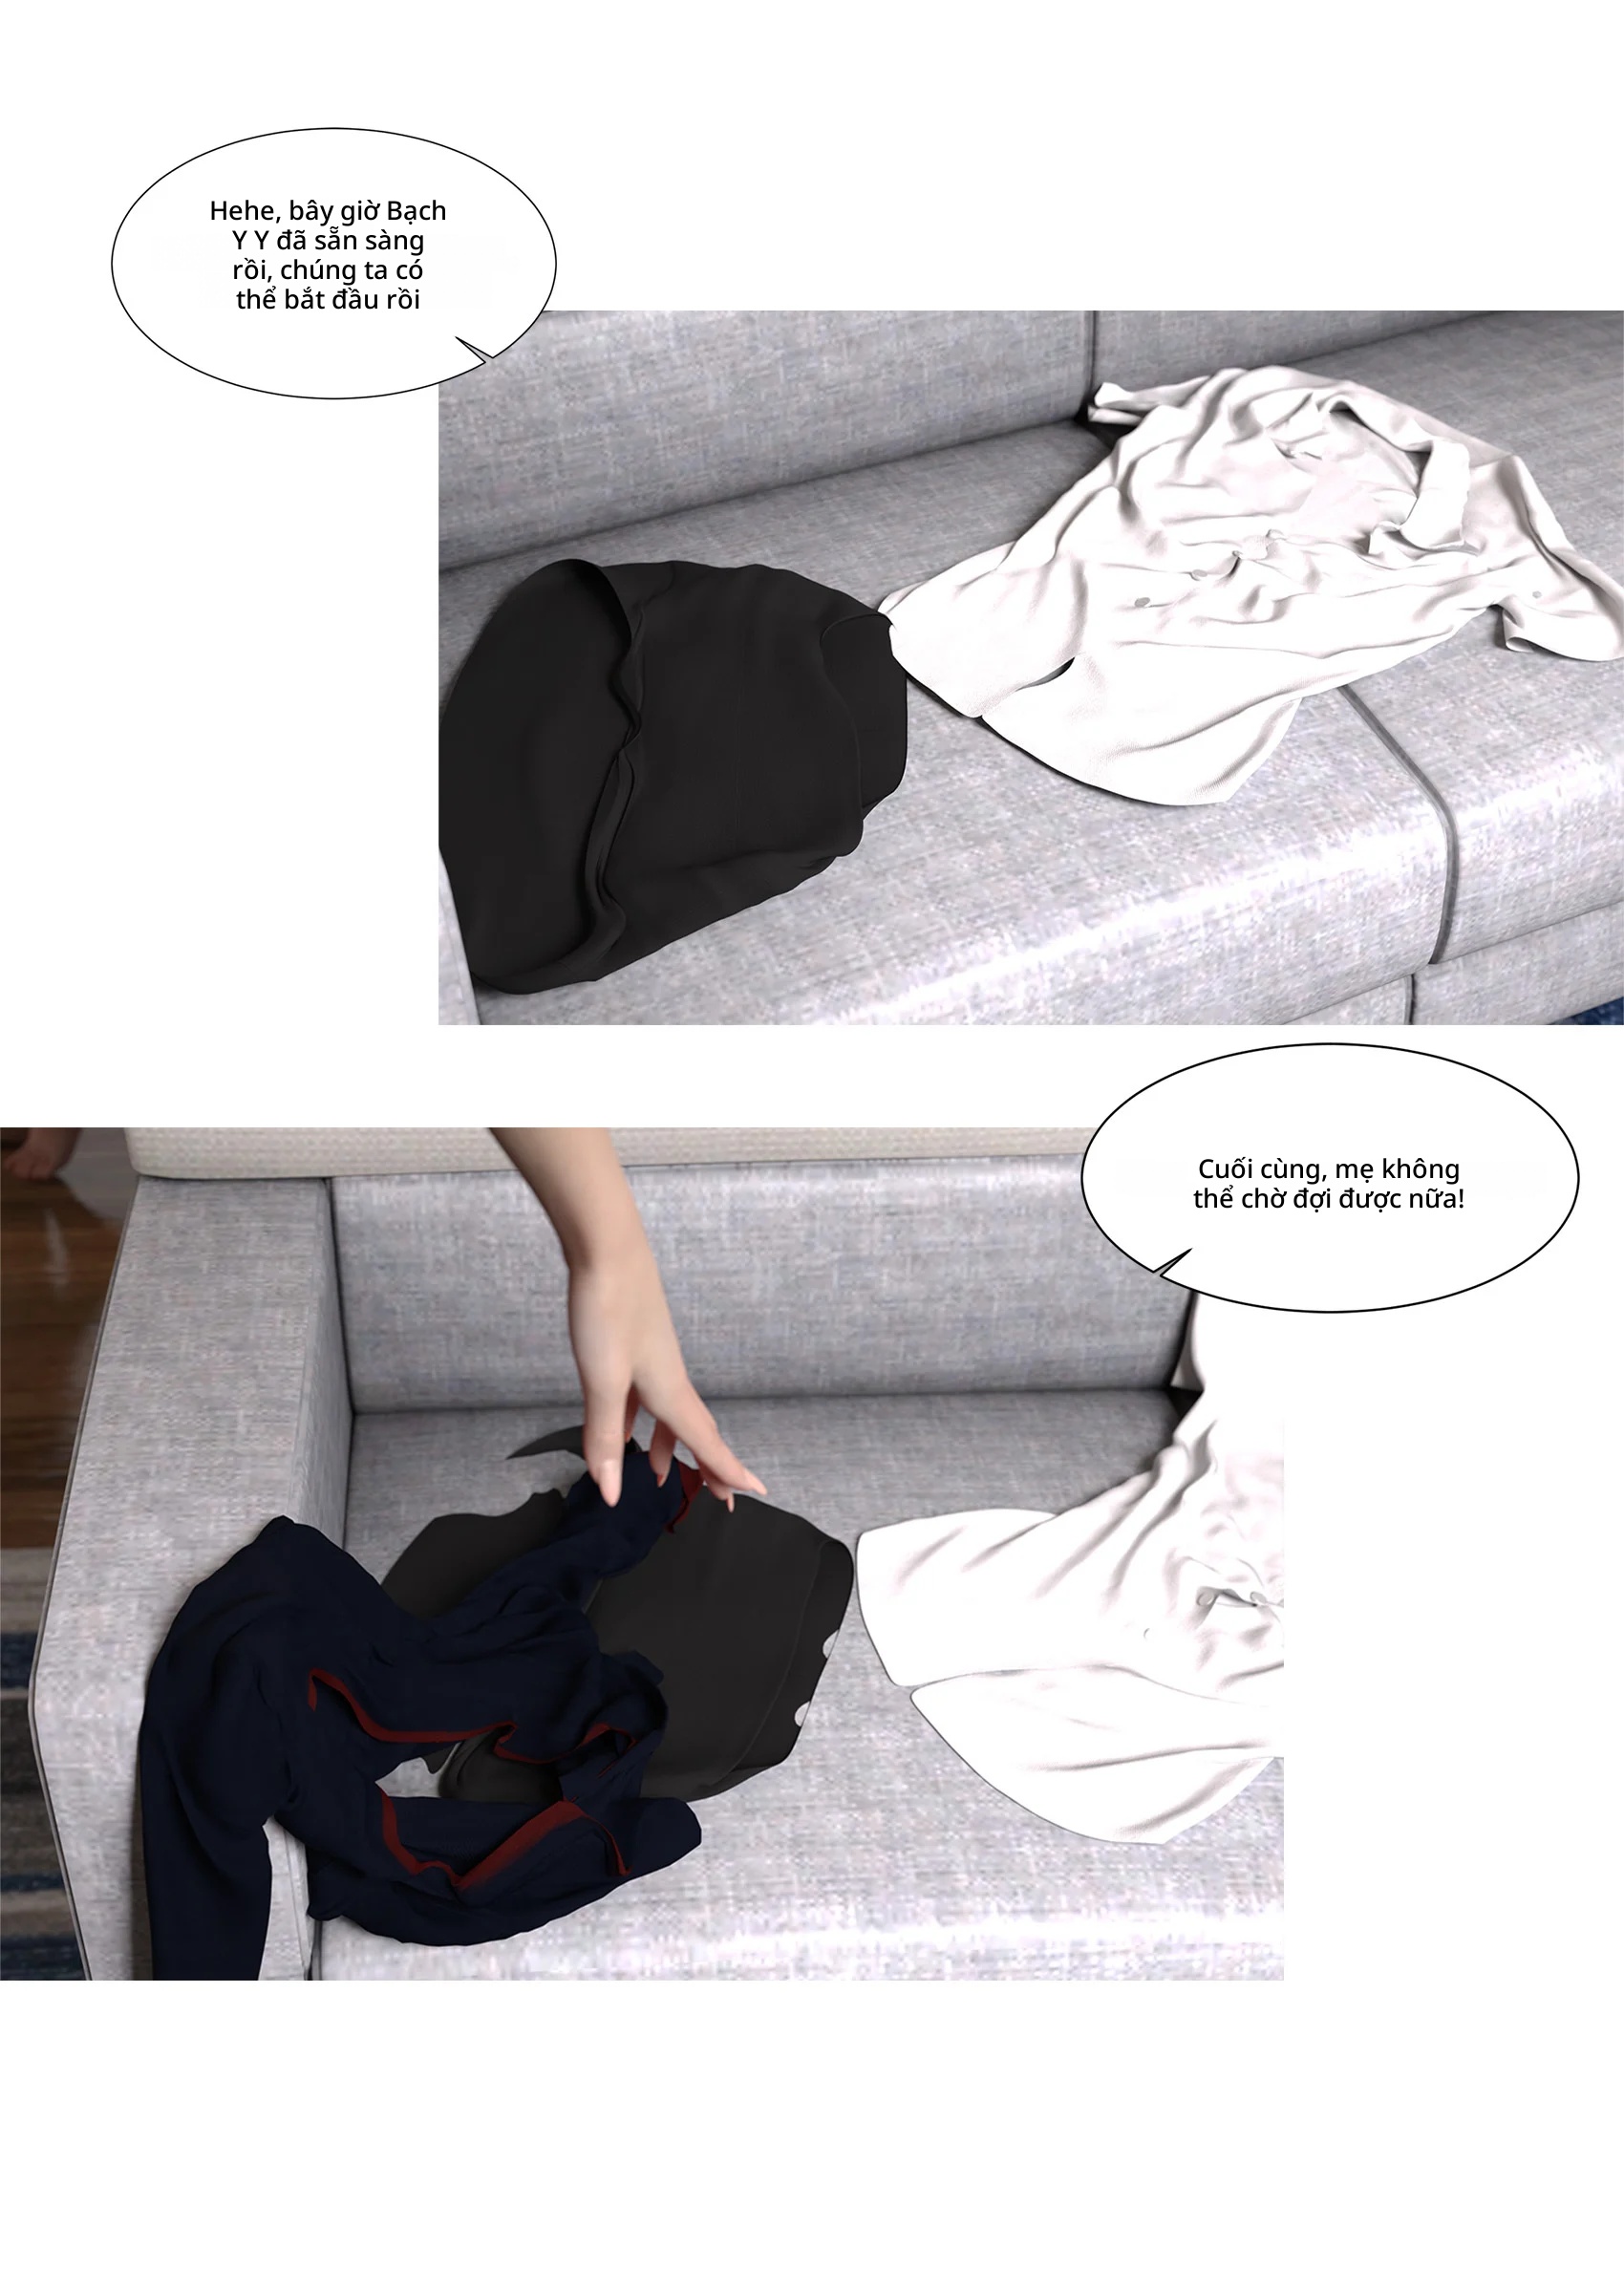 Hehe, bây giờ Bạch
Y Y đã sẵn sàng
rồi, chúng ta có
thể bắt đầu rồi
Cuối cùng, mẹ không
thể chờ đợi được nữa!